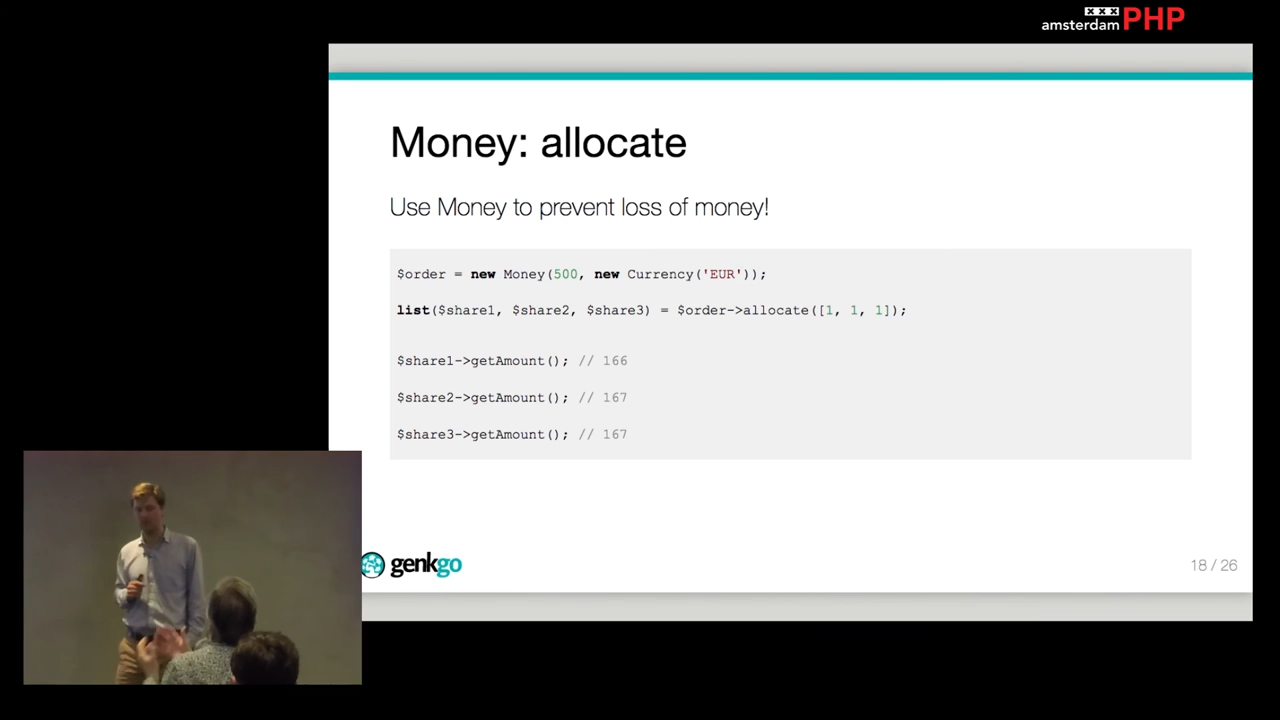 xxx
amsterdamPHP
Money: allocate
Use Money to prevent loss of money!
$order = new Money(500, new Currency('EUR'));
list($share1, $share2, $share3) = $order->allocate([1, 1, 1]);
$share1->getAmount(); // 166
$share2->getAmount(); // 167
$share3->getAmount(); // 167
genkgo
18 / 26